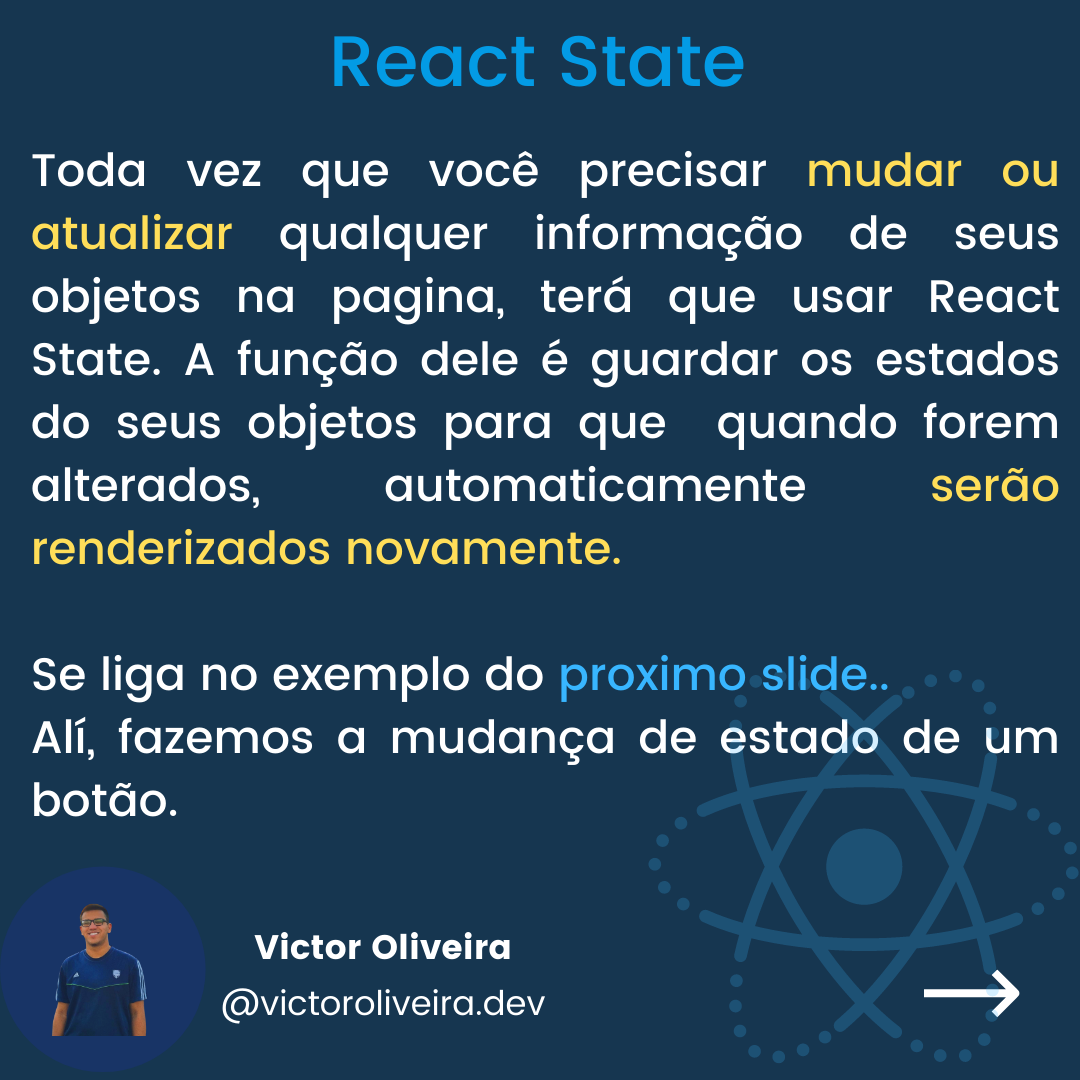 React State
Toda vez que você precisar mudar ou
atualizar qualquer informação de seus
objetos na pagina, terá que usar React
State. A função dele é guardar os estados
do seus objetos para que quando forem
alterados, automaticamente serão
renderizados novamente.
Se liga no exemplo do proximo slide..
Alí, fazemos a mudança de estado de um
botão.
Victor Oliveira
@victoroliveira.dev